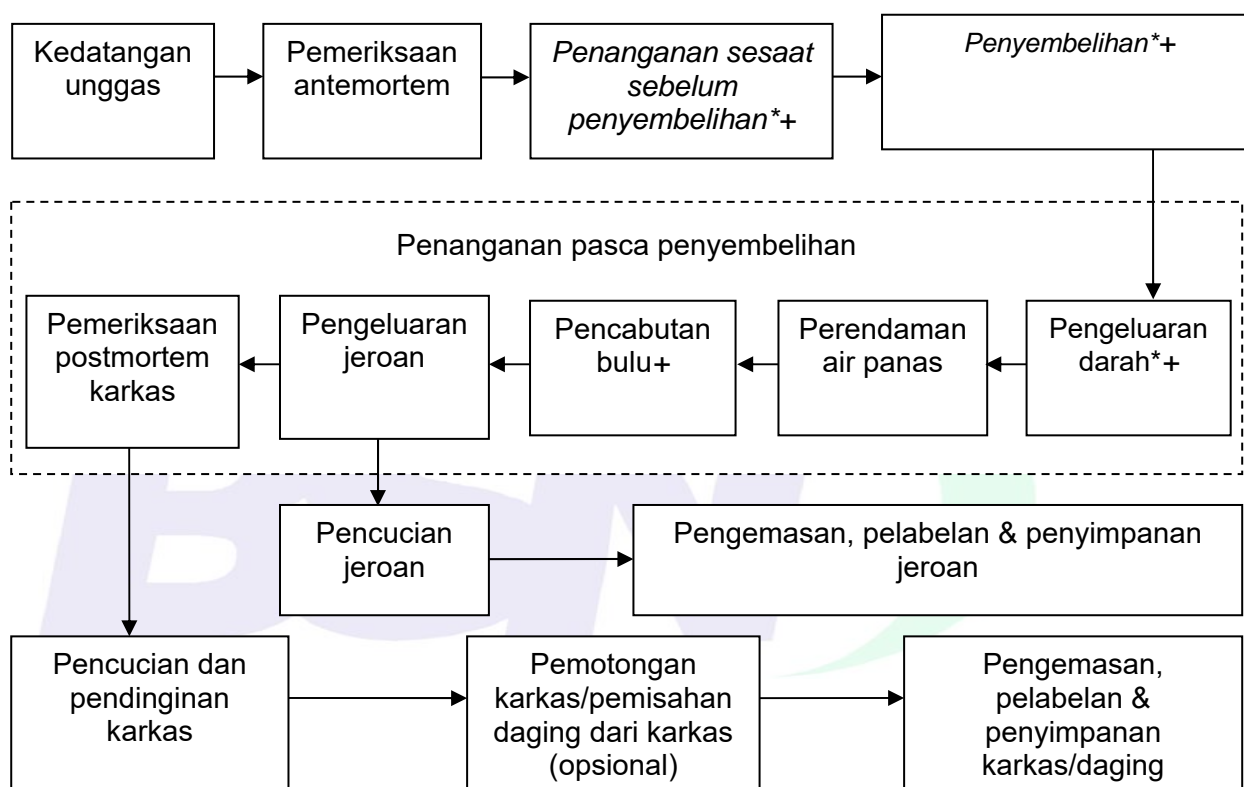 Kedatangan
unggas
Pemeriksaan
antemortem
Penanganan sesaat
sebelum
penyembelihan*+
Penyembelihan*+
Penanganan pasca penyembelihan
Pemeriksaan
postmortem
karkas
Pengeluaran
jeroan
Pencabutan
bulu+
Perendaman
air panas
Pengeluaran
darah*+
Pencucian
jeroan
Pengemasan, pelabelan & penyimpanan
jeroan
Pencucian dan
pendinginan
karkas
Pemotongan
karkas/pemisahan
daging dari karkas
(opsional)
Pengemasan,
pelabelan &
penyimpanan
karkas/daging
BSN